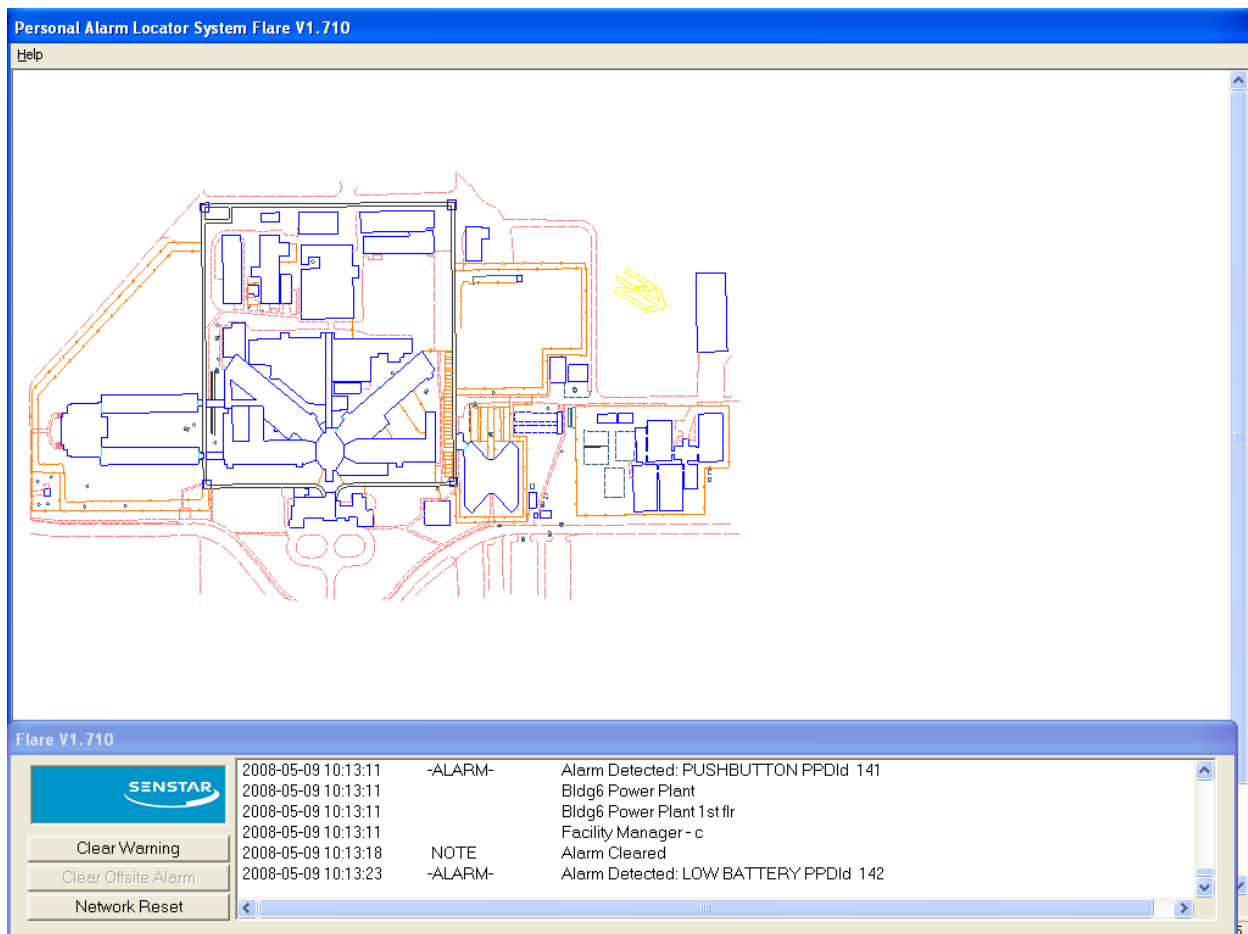 Personal Alarm Locator System Flare V1.710
Help
Flare V1.710
SENSTAR
Clear Warning
Clear Offsite Alarm
Network Reset
2008-05-09 10:13:11 -ALARM- Alarm Detected: PUSHBUTTON PPDId 141
2008-05-09 10:13:11 Bldg6 Power Plant
2008-05-09 10:13:11 Bldg6 Power Plant 1st flr
2008-05-09 10:13:11 Facility Manager - c
2008-05-09 10:13:18 NOTE Alarm Cleared
2008-05-09 10:13:23 -ALARM- Alarm Detected: LOW BATTERY PPDId 142